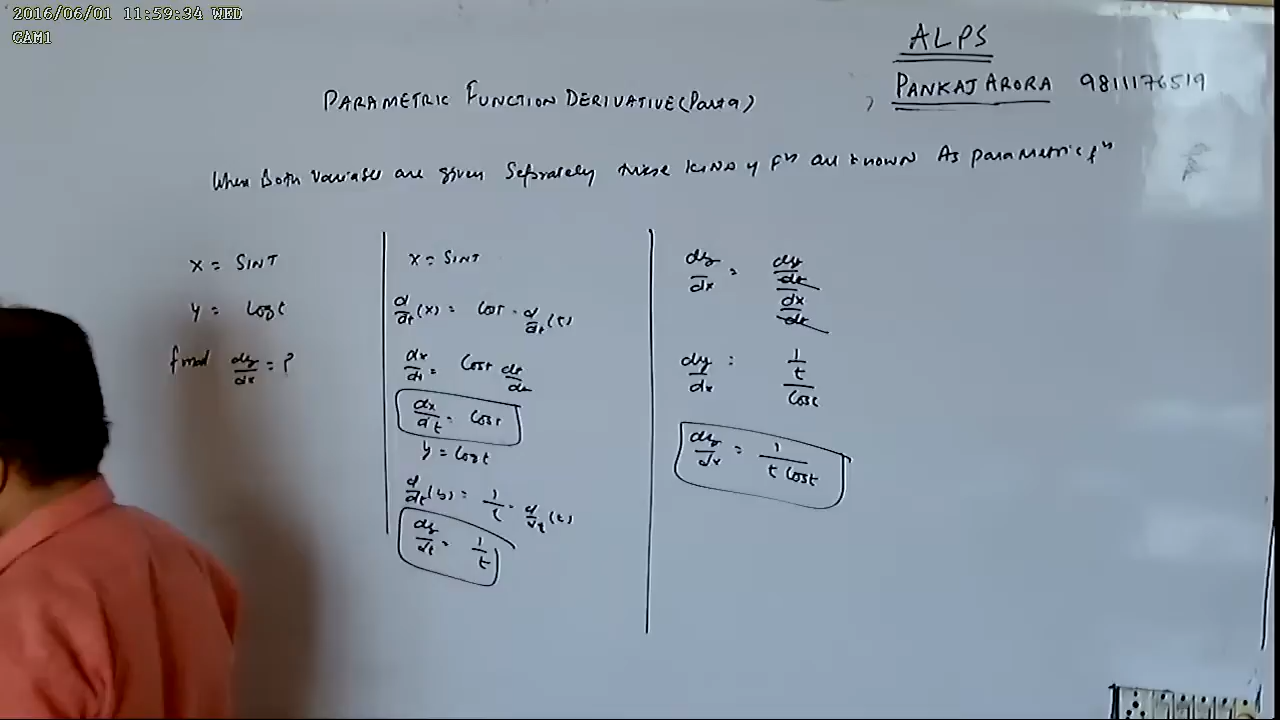 2016/06/01 11:59:34 WED
CAM1
ALPS
PANKAJ ARORA 9811176519
PARAMETRIC FUNCTION DERIVATIVE (Part a)
When Both Variables are given Seprately these kind of Fⁿ are known As parametric fⁿ
x = SinT
y = logt
find dy/dx = ?
x = SinT
d/dt (x) = cost · d/dt (t)
dx/dt = cost dt/dt
dx/dt = cost
y = logt
d/dt (y) = 1/t · d/dt (t)
dy/dt = 1/t
dy/dx = dy/dt / dx/dt
dy/dx = 1/t / cost
dy/dx = 1 / t cost